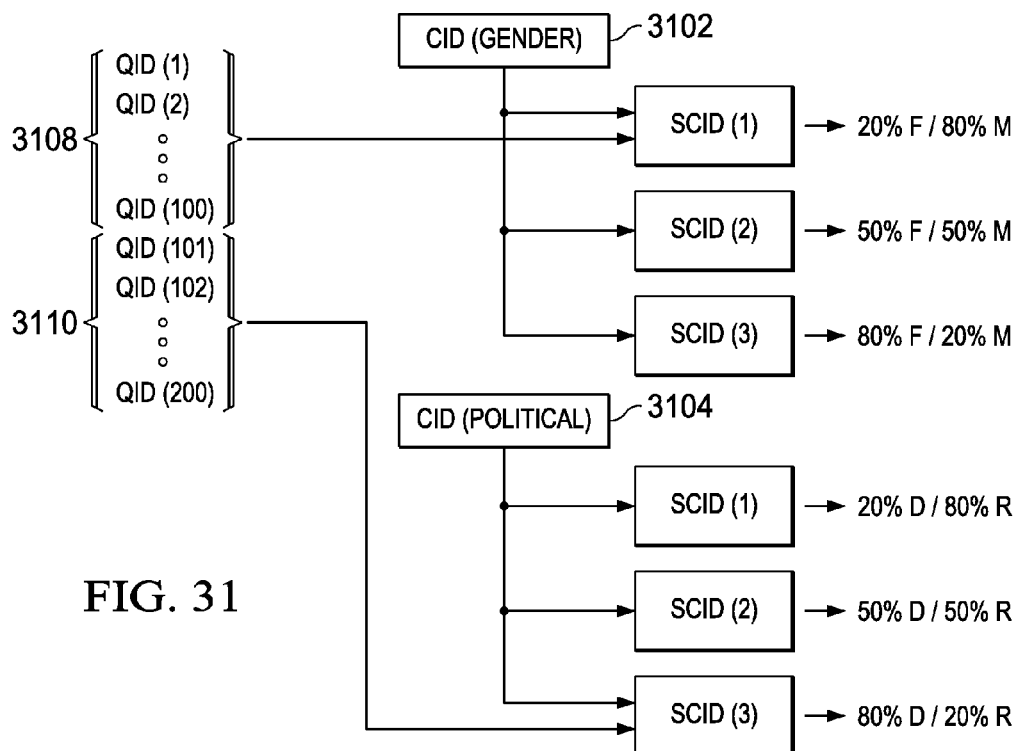 CID (GENDER)
3102
QID (1)
QID (2)
3108
QID (100)
SCID (1)
20% F / 80% M
SCID (2)
50% F / 50% M
QID (101)
QID (102)
3110
QID (200)
SCID (3)
80% F / 20% M
CID (POLITICAL)
3104
SCID (1)
20% D / 80% R
SCID (2)
50% D / 50% R
SCID (3)
80% D / 20% R
FIG. 31